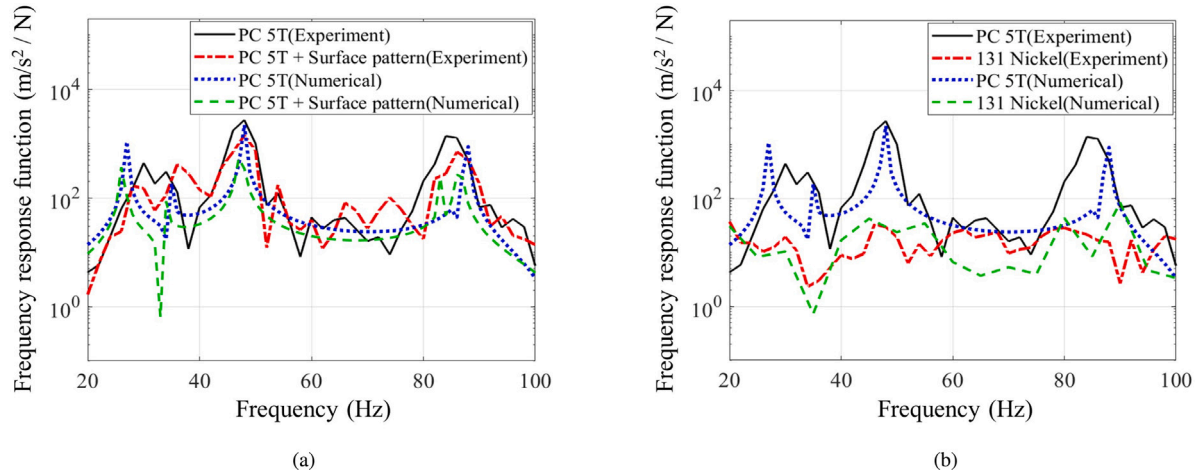 Frequency response function (m/s² / N)
PC 5T(Experiment)
PC 5T + Surface pattern(Experiment)
PC 5T(Numerical)
PC 5T + Surface pattern(Numerical)
10⁴
10²
10⁰
20
40
60
80
100
Frequency (Hz)
(a)
Frequency response function (m/s² / N)
PC 5T(Experiment)
131 Nickel(Experiment)
PC 5T(Numerical)
131 Nickel(Numerical)
10⁴
10²
10⁰
20
40
60
80
100
Frequency (Hz)
(b)